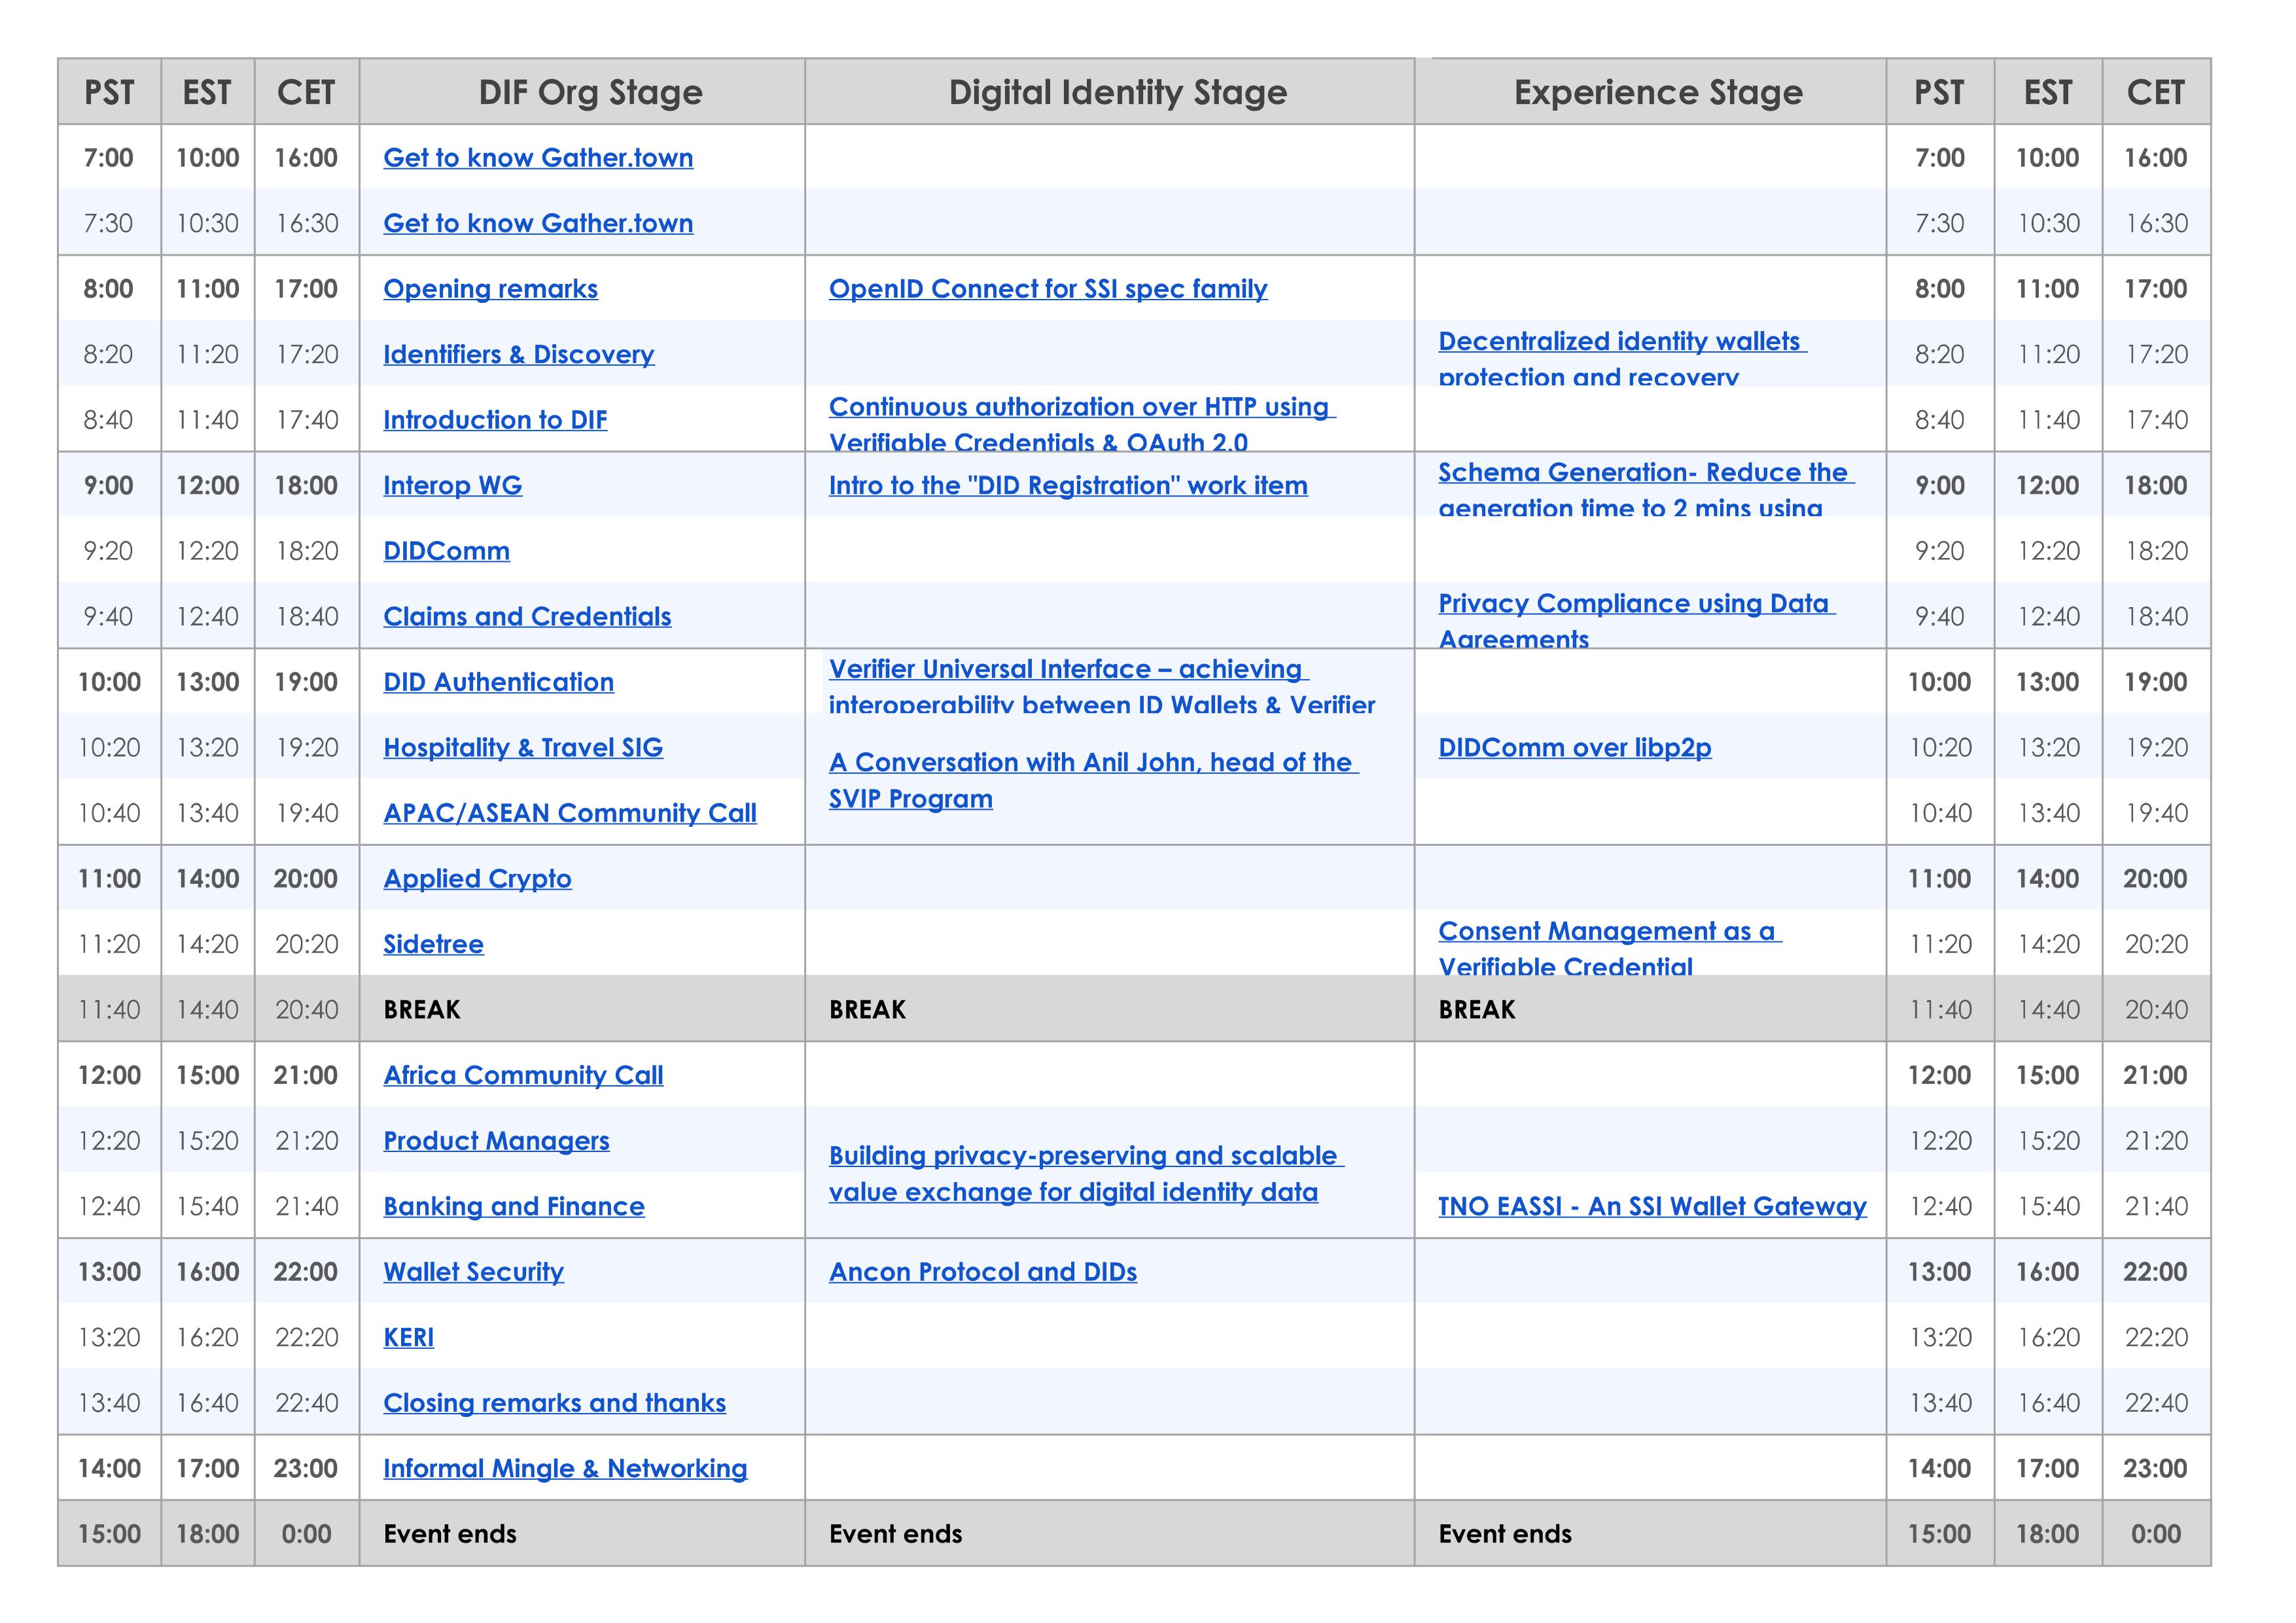 PST EST CET DIF Org Stage Digital Identity Stage Experience Stage PST EST CET
7:00 10:00 16:00 Get to know Gather.town 7:00 10:00 16:00
7:30 10:30 16:30 Get to know Gather.town 7:30 10:30 16:30
8:00 11:00 17:00 Opening remarks OpenID Connect for SSI spec family 8:00 11:00 17:00
8:20 11:20 17:20 Identifiers & Discovery Decentralized identity wallets 8:20 11:20 17:20
protection and recovery
8:40 11:40 17:40 Introduction to DIF Continuous authorization over HTTP using 8:40 11:40 17:40
Verifiable Credentials & OAuth 2.0
9:00 12:00 18:00 Interop WG Intro to the "DID Registration" work item Schema Generation- Reduce the 9:00 12:00 18:00
generation time to 2 mins using
9:20 12:20 18:20 DIDComm 9:20 12:20 18:20
9:40 12:40 18:40 Claims and Credentials Privacy Compliance using Data 9:40 12:40 18:40
Agreements
10:00 13:00 19:00 DID Authentication Verifier Universal Interface – achieving 10:00 13:00 19:00
interoperability between ID Wallets & Verifier
10:20 13:20 19:20 Hospitality & Travel SIG A Conversation with Anil John, head of the DIDComm over libp2p 10:20 13:20 19:20
SVIP Program
10:40 13:40 19:40 APAC/ASEAN Community Call 10:40 13:40 19:40
11:00 14:00 20:00 Applied Crypto 11:00 14:00 20:00
11:20 14:20 20:20 Sidetree Consent Management as a 11:20 14:20 20:20
Verifiable Credential
11:40 14:40 20:40 BREAK BREAK BREAK 11:40 14:40 20:40
12:00 15:00 21:00 Africa Community Call 12:00 15:00 21:00
12:20 15:20 21:20 Product Managers Building privacy-preserving and scalable 12:20 15:20 21:20
value exchange for digital identity data
12:40 15:40 21:40 Banking and Finance TNO EASSI - An SSI Wallet Gateway 12:40 15:40 21:40
13:00 16:00 22:00 Wallet Security Ancon Protocol and DIDs 13:00 16:00 22:00
13:20 16:20 22:20 KERI 13:20 16:20 22:20
13:40 16:40 22:40 Closing remarks and thanks 13:40 16:40 22:40
14:00 17:00 23:00 Informal Mingle & Networking 14:00 17:00 23:00
15:00 18:00 0:00 Event ends Event ends Event ends 15:00 18:00 0:00